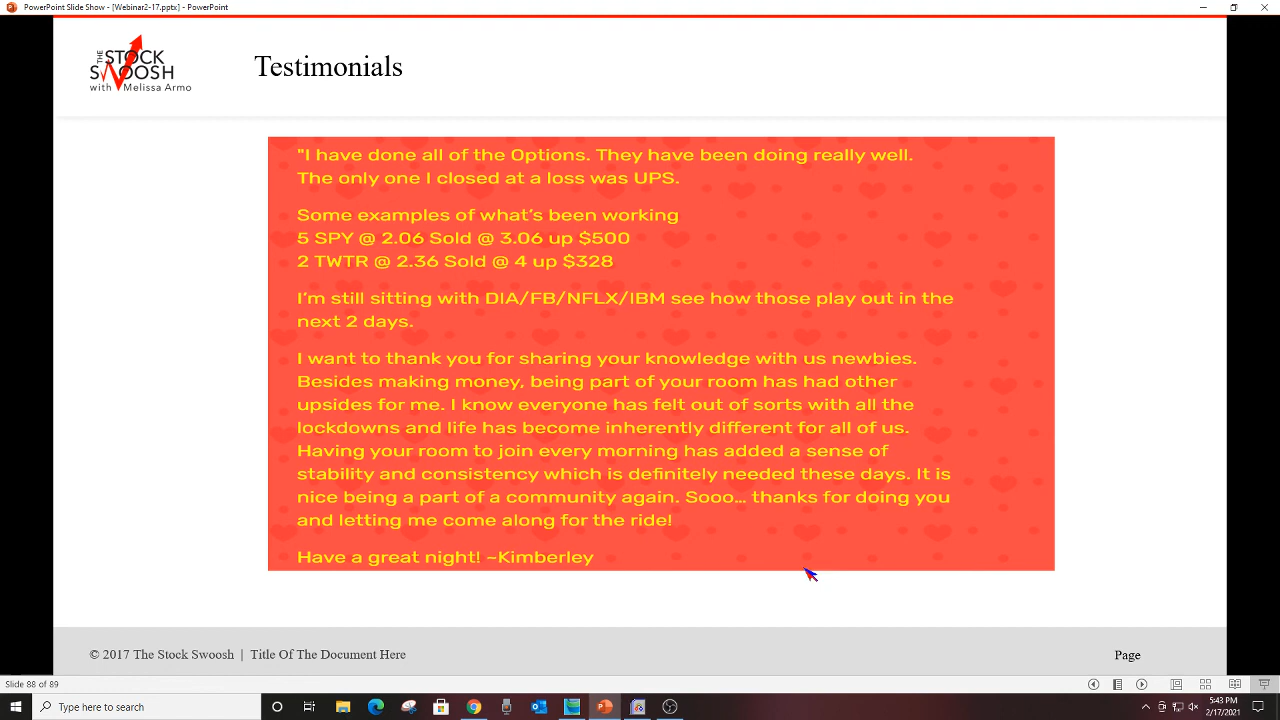 PowerPoint Slide Show - [Webinar2-17.pptx] - PowerPoint
THE STOCK
SWOOSH
with Melissa Armo
Testimonials
"I have done all of the Options. They have been doing really well.
The only one I closed at a loss was UPS.
Some examples of what's been working
5 SPY @ 2.06 Sold @ 3.06 up $500
2 TWTR @ 2.36 Sold @ 4 up $328
I'm still sitting with DIA/FB/NFLX/IBM see how those play out in the
next 2 days.
I want to thank you for sharing your knowledge with us newbies.
Besides making money, being part of your room has had other
upsides for me. I know everyone has felt out of sorts with all the
lockdowns and life has become inherently different for all of us.
Having your room to join every morning has added a sense of
stability and consistency which is definitely needed these days. It is
nice being a part of a community again. Sooo... thanks for doing you
and letting me come along for the ride!
Have a great night! ~Kimberley
© 2017 The Stock Swoosh | Title Of The Document Here
Page
Slide 88 of 89
Type here to search
5:43 PM
2/17/2021